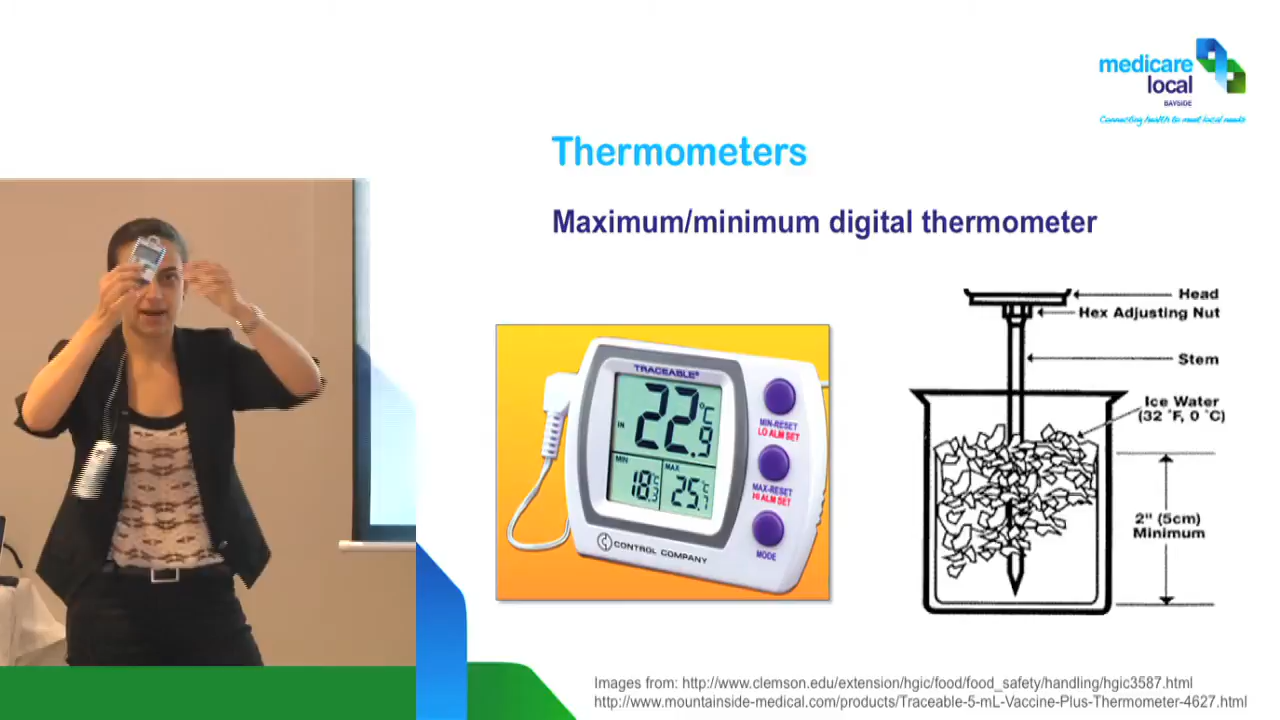 medicare
local
BAYSIDE
Connecting health to meet local needs
Thermometers
Maximum/minimum digital thermometer
TRACEABLE®
22.9 °C
IN
MIN
MAX
18.3 °C
25.7 °C
MIN-RESET
LO ALM SET
MAX-RESET
HI ALM SET
MODE
CONTROL COMPANY
Head
Hex Adjusting Nut
Stem
Ice Water
(32 °F, 0 °C)
2" (5cm)
Minimum
Images from: http://www.clemson.edu/extension/hgic/food/food_safety/handling/hgic3587.html
http://www.mountainside-medical.com/products/Traceable-5-mL-Vaccine-Plus-Thermometer-4627.html